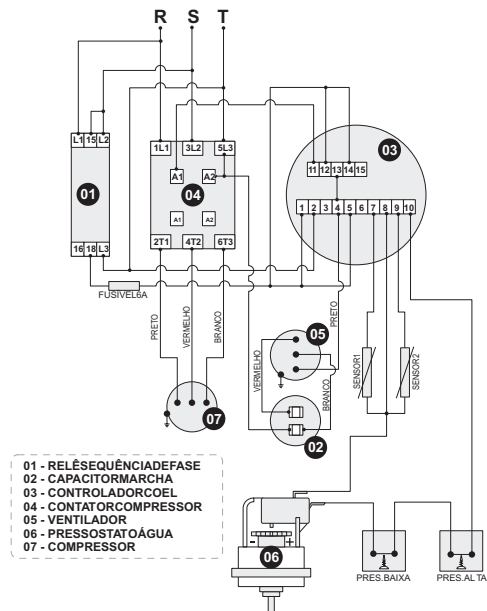 R S T
L1 15 L2
01
16 18 L3
FUSIVEL6A
1L1 3L2 5L3
A1 A2
04
A1 A2
2T1 4T2 6T3
03
11 12 13 14 15
1 2 3 4 5 6 7 8 9 10
PRETO
VERMELHO
BRANCO
07
VERMELHO
05
BRANCO
PRETO
02
SENSOR1
SENSOR2
01 - RELÊSEQUÊNCIADEFASE
02 - CAPACITORMARCHA
03 - CONTROLADORCOEL
04 - CONTATORCOMPRESSOR
05 - VENTILADOR
06 - PRESSOSTATOÁGUA
07 - COMPRESSOR
- +
06
PRES.BAIXA
PRES.ALTA